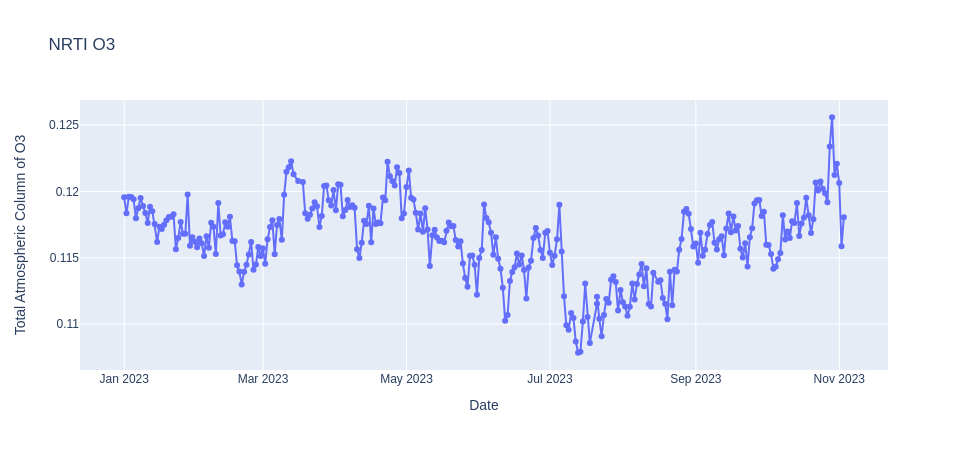 NRTI O3
Total Atmospheric Column of O3
0.125
0.12
0.115
0.11
Jan 2023
Mar 2023
May 2023
Jul 2023
Sep 2023
Nov 2023
Date